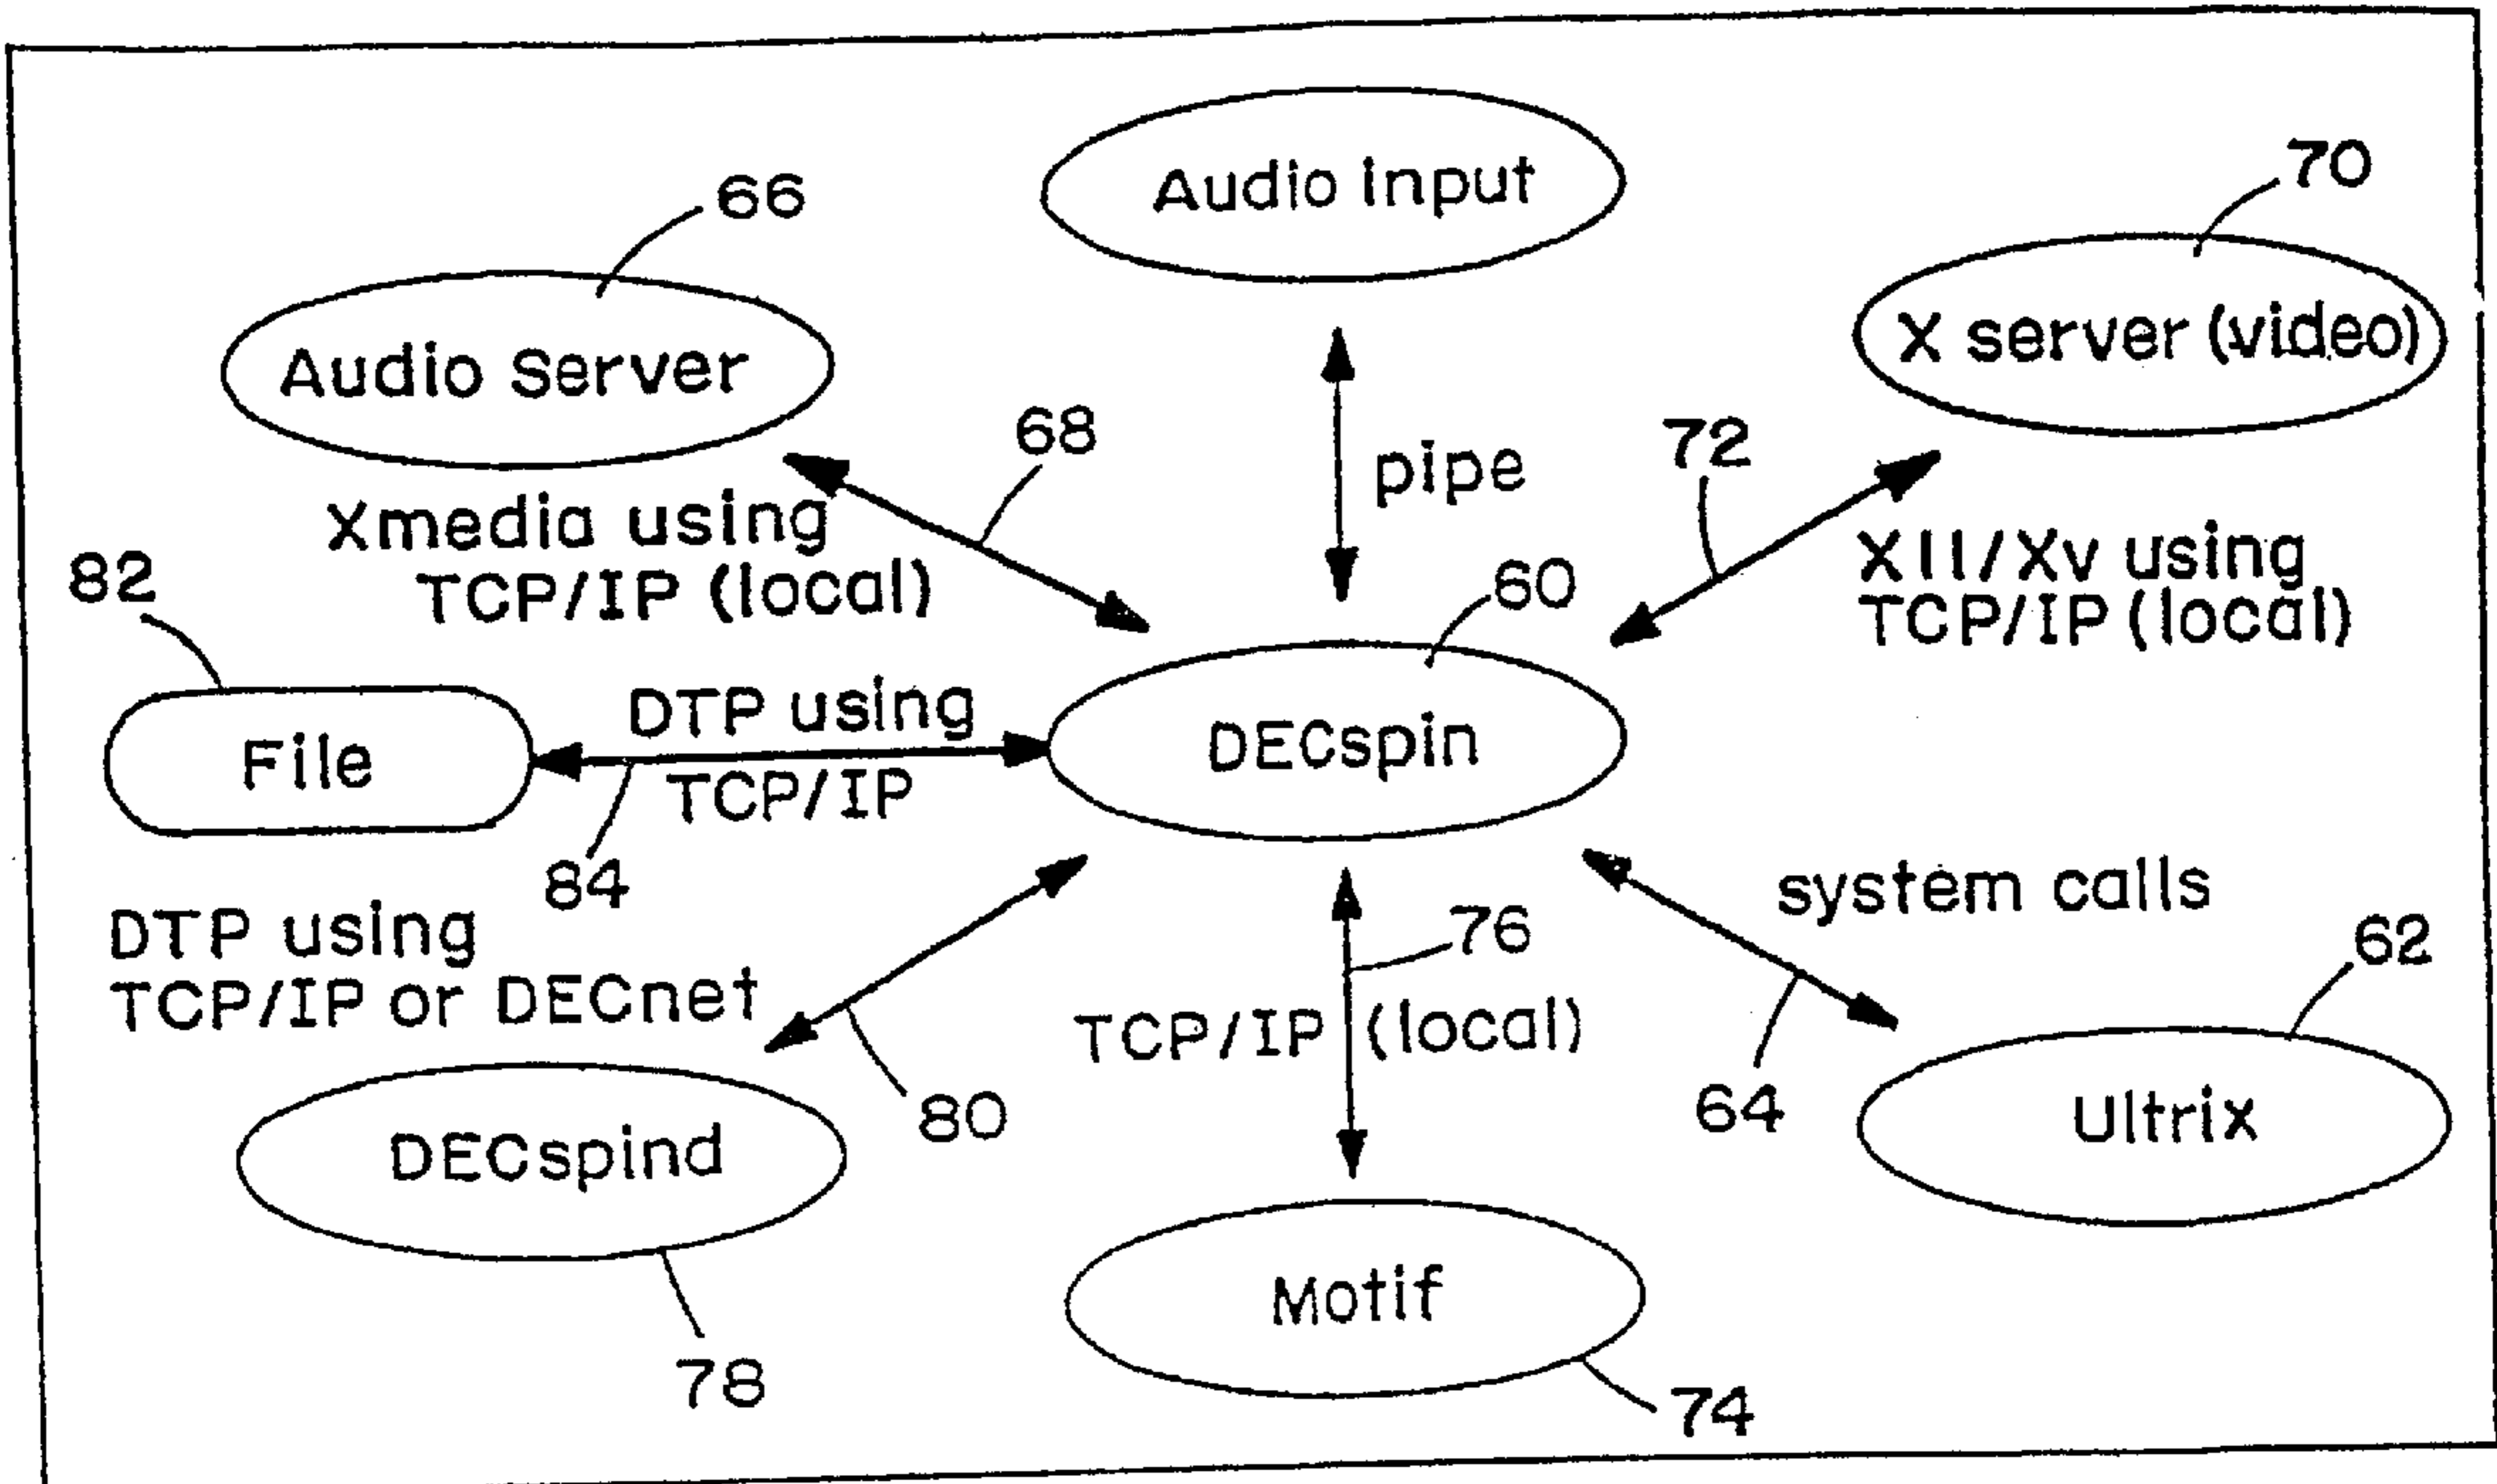 Audio input
70
66
X server (video)
Audio Server
68
72
pipe
Xmedia using
TCP/IP (local)
X11/Xv using
TCP/IP (local)
82
60
DTP using
TCP/IP
File
DECspin
84
system calls
DTP using
TCP/IP or DECnet
76
62
TCP/IP (local)
80
64
Ultrix
DECspind
Motif
78
74